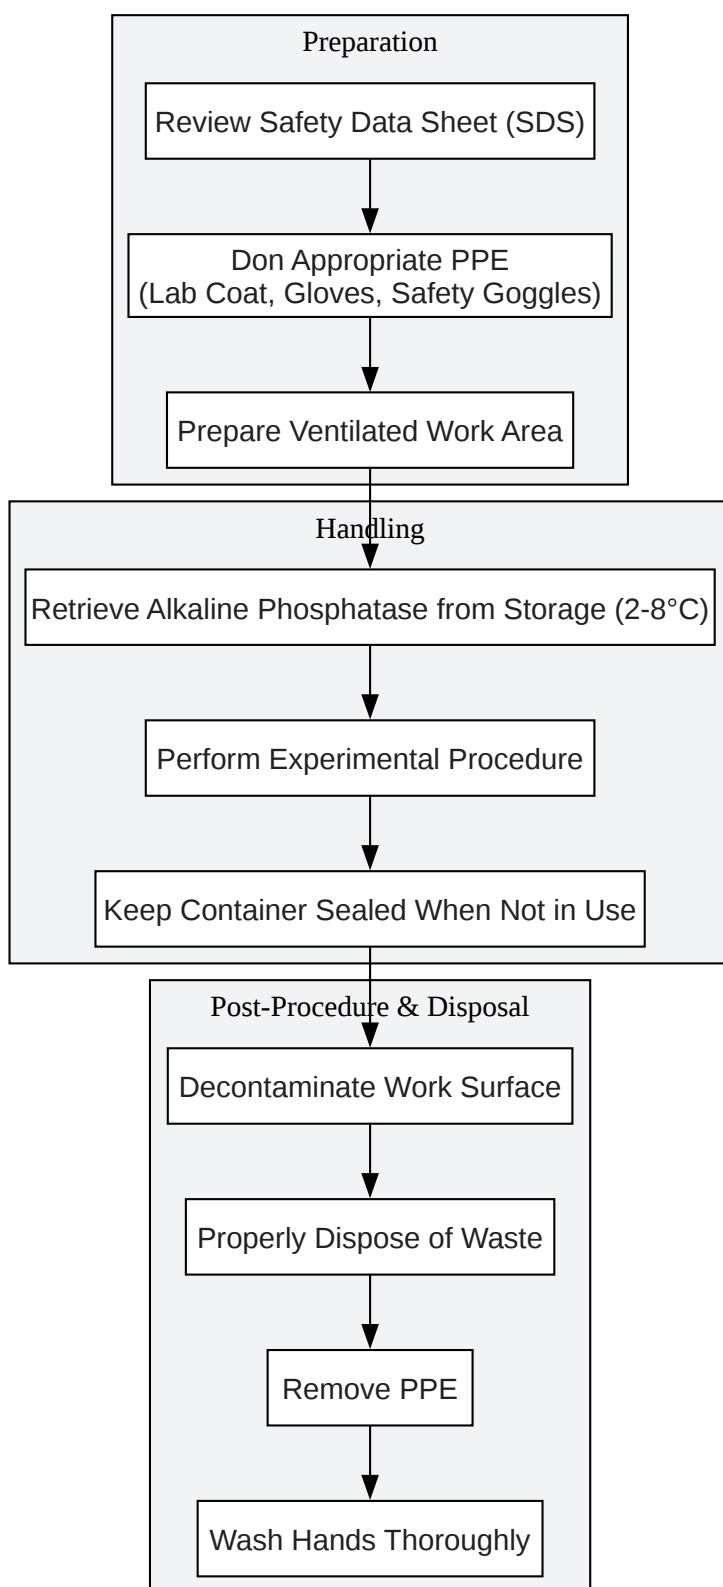 Preparation
Review Safety Data Sheet (SDS)
Don Appropriate PPE
(Lab Coat, Gloves, Safety Goggles)
Prepare Ventilated Work Area
Handling
Retrieve Alkaline Phosphatase from Storage (2-8°C)
Perform Experimental Procedure
Keep Container Sealed When Not in Use
Post-Procedure & Disposal
Decontaminate Work Surface
Properly Dispose of Waste
Remove PPE
Wash Hands Thoroughly